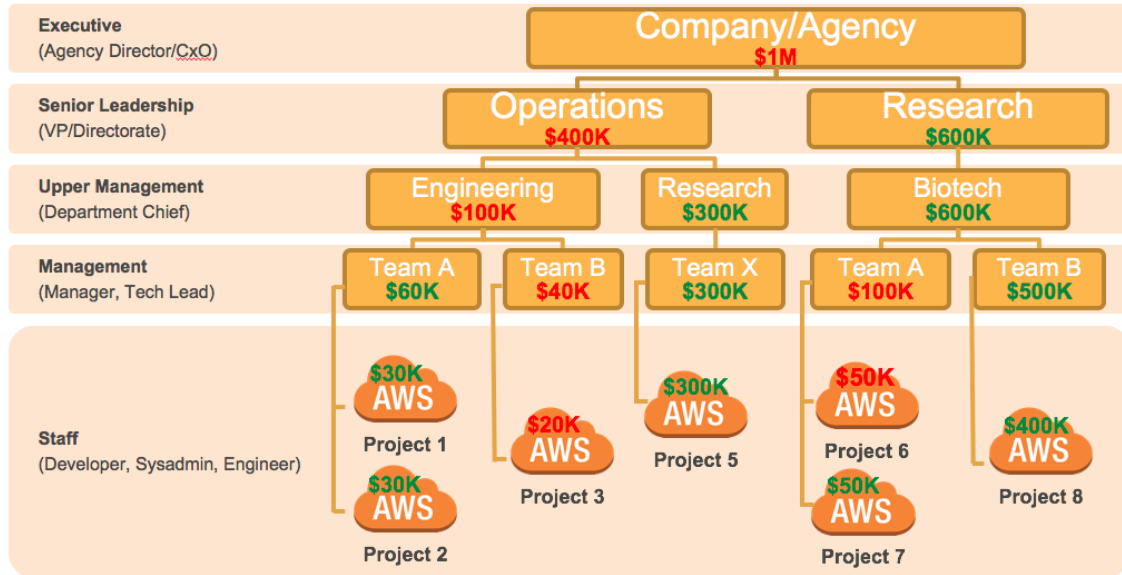 Executive
(Agency Director/CxO)
Company/Agency
$1M
Senior Leadership
(VP/Directorate)
Operations
$400K
Research
$600K
Upper Management
(Department Chief)
Engineering
$100K
Research
$300K
Biotech
$600K
Management
(Manager, Tech Lead)
Team A
$60K
Team B
$40K
Team X
$300K
Team A
$100K
Team B
$500K
Staff
(Developer, Sysadmin, Engineer)
$30K
AWS
Project 1
$30K
AWS
Project 2
$20K
AWS
Project 3
$300K
AWS
Project 5
$50K
AWS
Project 6
$50K
AWS
Project 7
$400K
AWS
Project 8